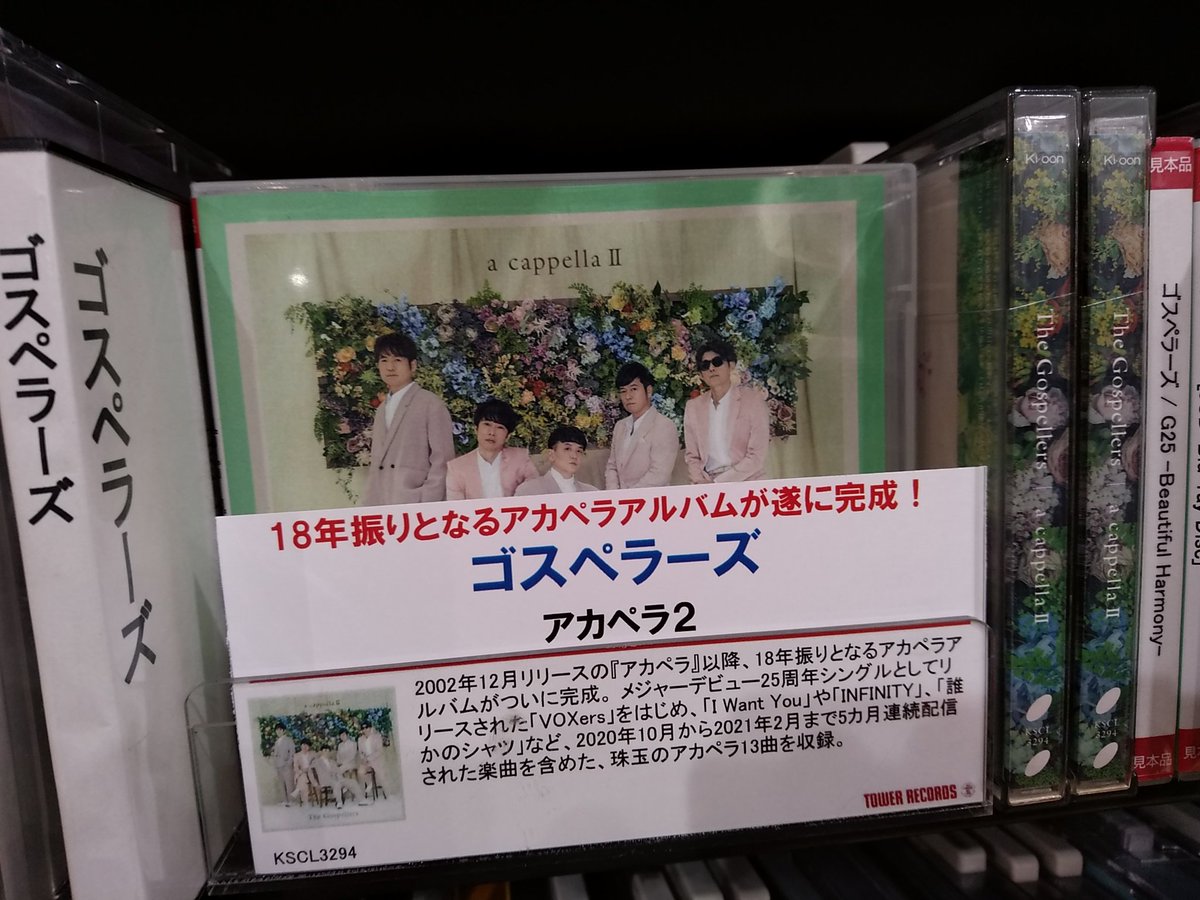 ゴスペラーズ
ゴスペラーズ
a cappella II
18年振りとなるアカペラアルバムが遂に完成！
ゴスペラーズ
アカペラ2
2002年12月リリースの『アカペラ』以降、18年振りとなるアカペラア
ルバムがついに完成。メジャーデビュー25周年シングルとしてリ
リースされた「VOXers」をはじめ、「I Want You」や「INFINITY」、「誰
かのシャツ」など、2020年10月から2021年2月まで5カ月連続配信
された楽曲を含めた、珠玉のアカペラ13曲を収録。
a cappella II
The Gospellers
KSCL3294
TOWER RECORDS
Ki/oon
The Gospellers | a cappella II
KSCL
3294
Ki/oon
The Gospellers | a cappella II
KSCL
3294
見本品
ゴスペラーズ / G25 -Beautiful Harmony-
見本品